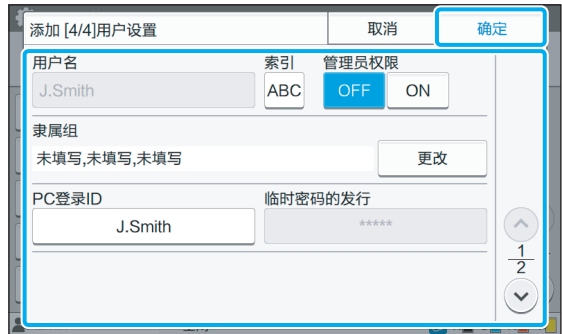 添加 [4/4]用户设置 取消 确定
用户名 索引 管理员权限
J.Smith ABC OFF ON
隶属组
未填写,未填写,未填写 更改
PC登录ID 临时密码的发行
J.Smith *****
1
2